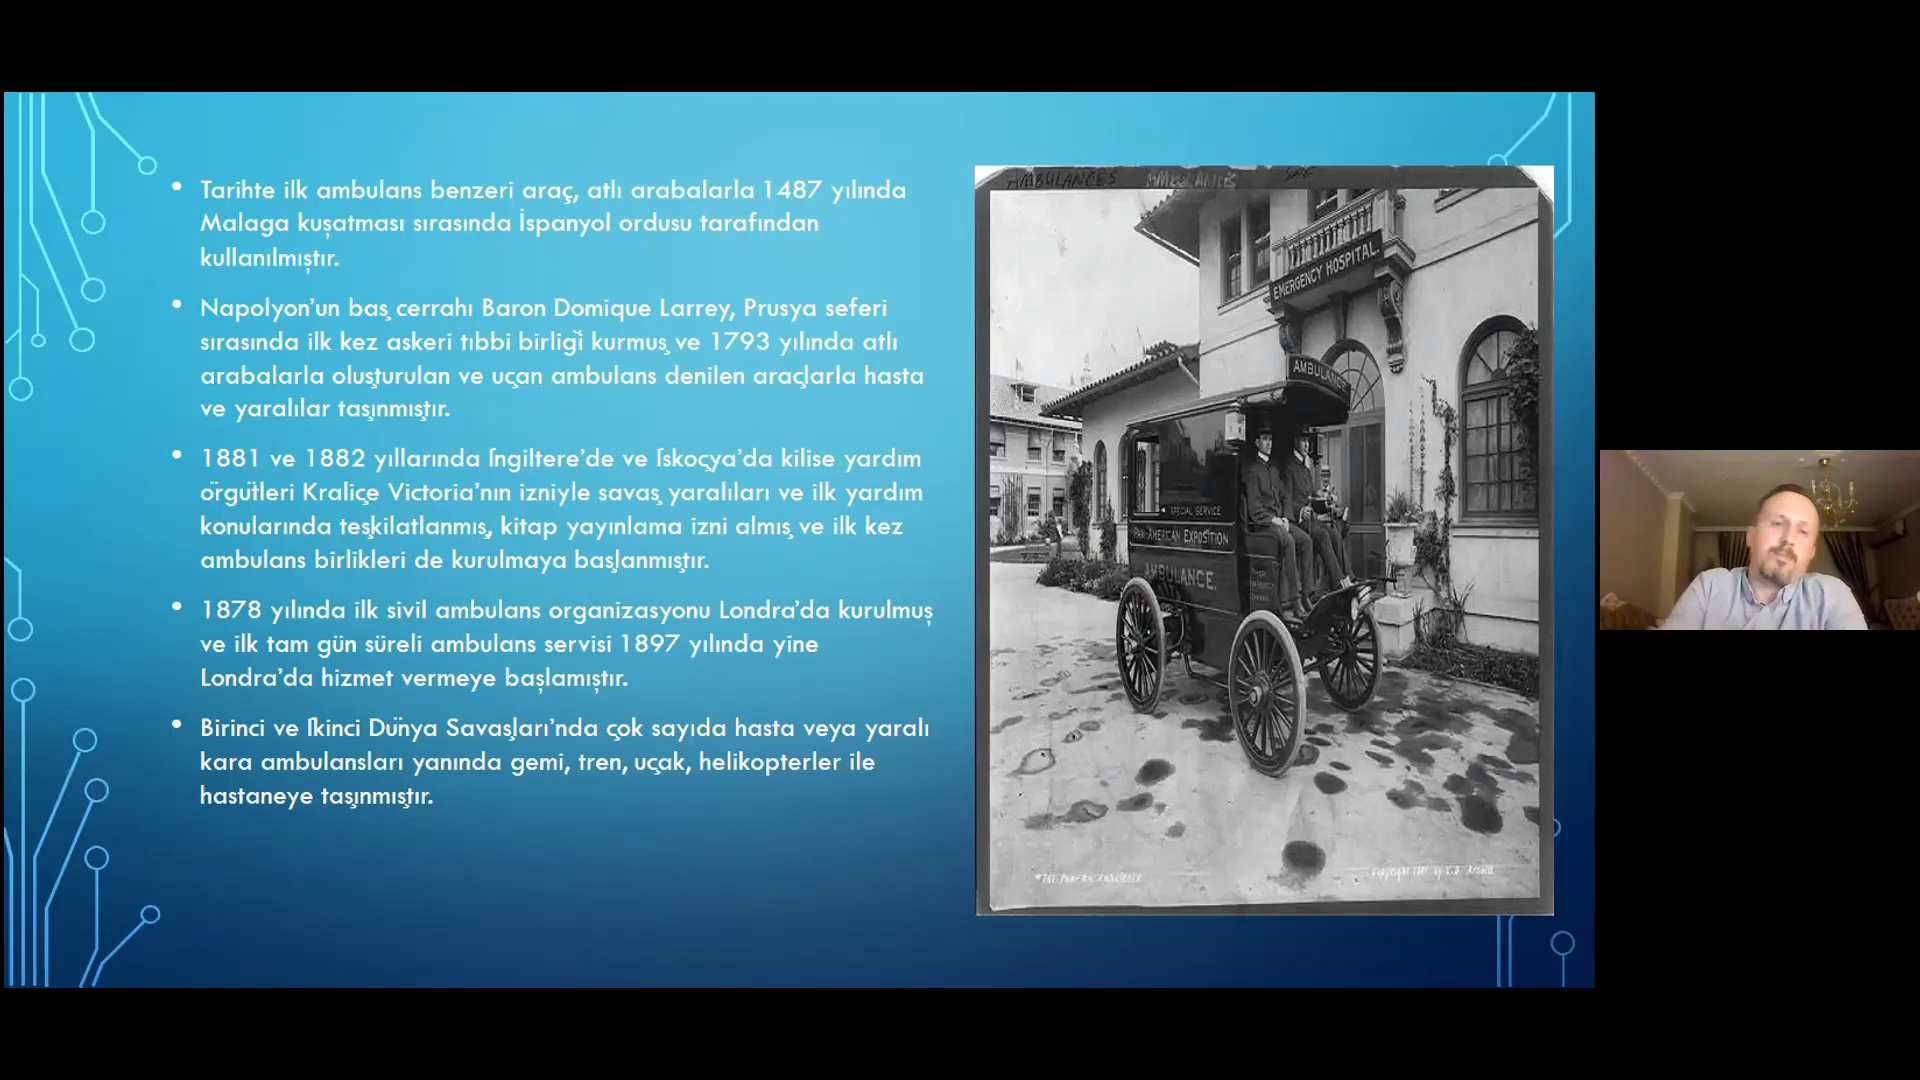 Tarihte ilk ambulans benzeri araç, atlı arabalarla 1487 yılında
Malaga kuşatması sırasında İspanyol ordusu tarafından
kullanılmıştır.
Napolyon’un baş cerrahı Baron Domique Larrey, Prusya seferi
sırasında ilk kez askeri tıbbi birliği kurmuş ve 1793 yılında atlı
arabalarla oluşturulan ve uçan ambulans denilen araçlarla hasta
ve yaralılar taşınmıştır.
1881 ve 1882 yıllarında İngiltere’de ve İskoçya’da kilise yardım
örgütleri Kraliçe Victoria’nın izniyle savaş yaralıları ve ilk yardım
konularında teşkilatlanmış, kitap yayınlama izni almış ve ilk kez
ambulans birlikleri de kurulmaya başlanmıştır.
1878 yılında ilk sivil ambulans organizasyonu Londra’da kurulmuş
ve ilk tam gün süreli ambulans servisi 1897 yılında yine
Londra’da hizmet vermeye başlamıştır.
Birinci ve İkinci Dünya Savaşları’nda çok sayıda hasta veya yaralı
kara ambulansları yanında gemi, tren, uçak, helikopterler ile
hastaneye taşınmıştır.
AMBULANCES
EMERGENCY HOSPITAL.
AMBULANCE
SPECIAL SERVICE
PAN-AMERICAN EXPOSITION
AMBULANCE.